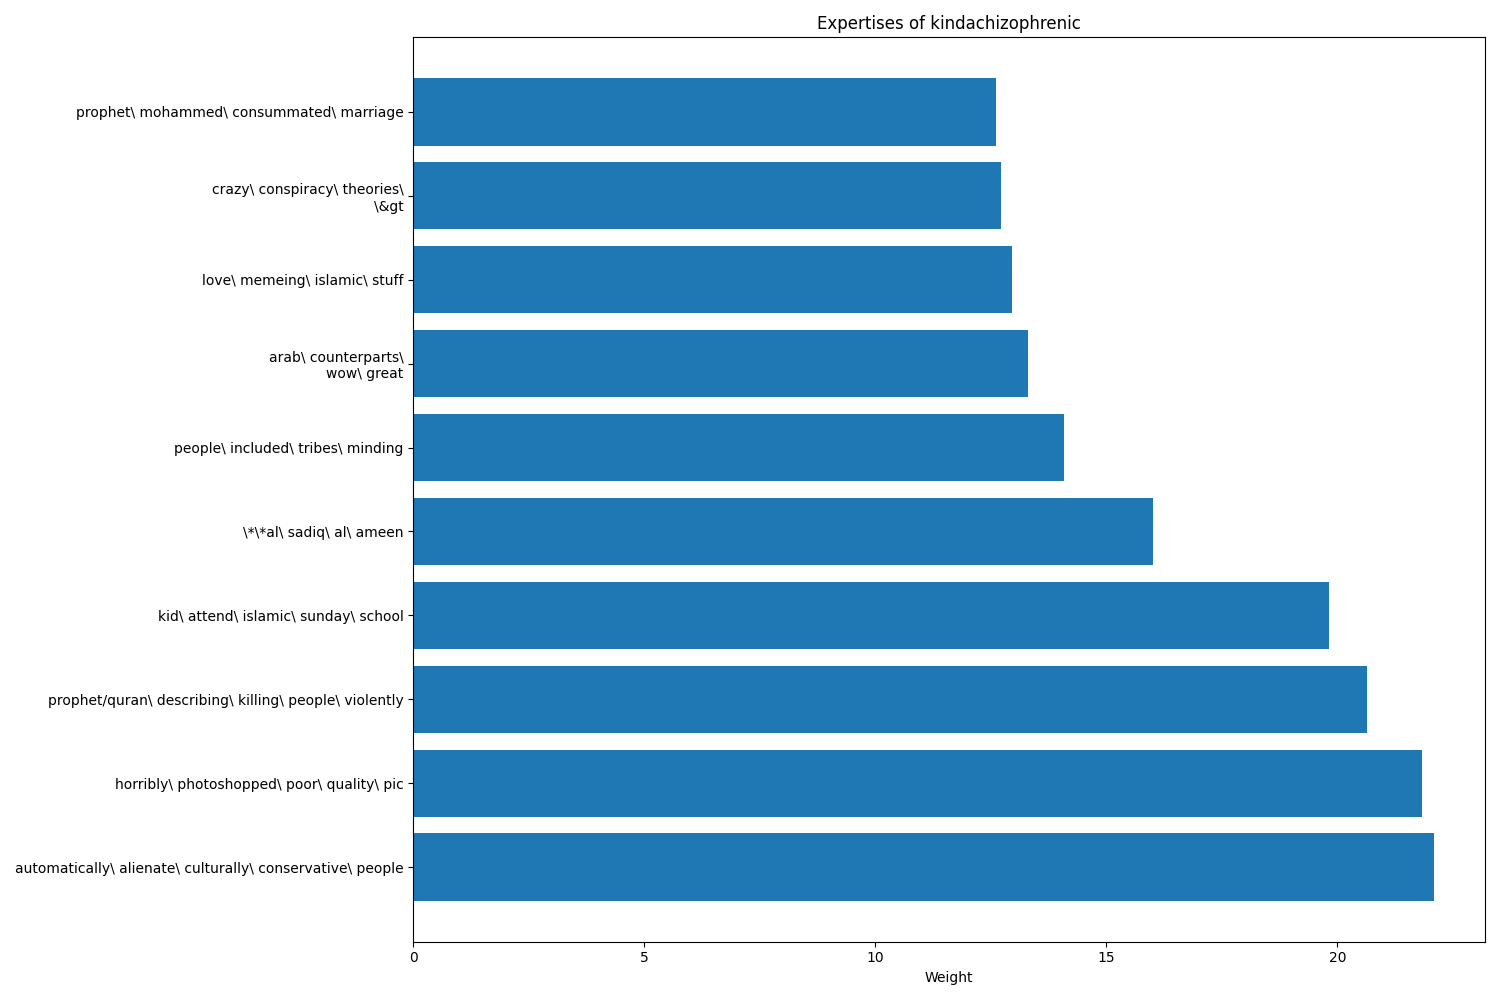 Expertises of kindachizophrenic
prophet\ mohammed\ consummated\ marriage
crazy\ conspiracy\ theories\
\&gt
love\ memeing\ islamic\ stuff
arab\ counterparts\
wow\ great
people\ included\ tribes\ minding
\*\*al\ sadiq\ al\ ameen
kid\ attend\ islamic\ sunday\ school
prophet/quran\ describing\ killing\ people\ violently
horribly\ photoshopped\ poor\ quality\ pic
automatically\ alienate\ culturally\ conservative\ people
0 5 10 15 20
Weight